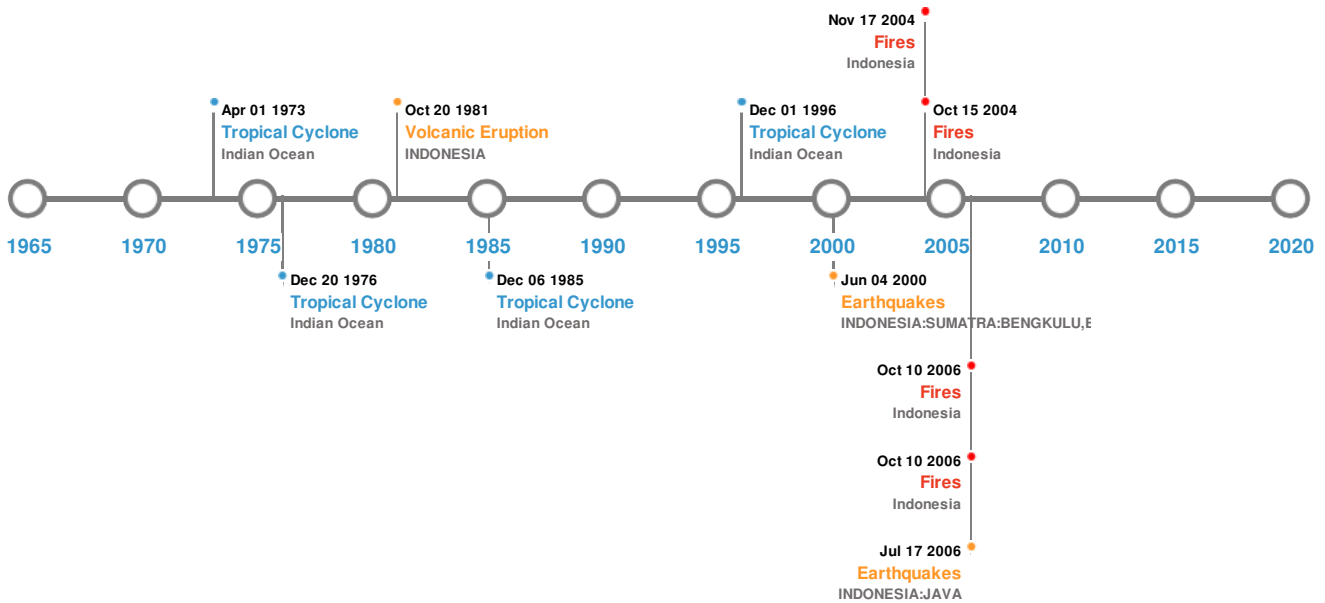 Nov 17 2004
Fires
Indonesia
Apr 01 1973
Tropical Cyclone
Indian Ocean
Oct 20 1981
Volcanic Eruption
INDONESIA
Dec 01 1996
Tropical Cyclone
Indian Ocean
Oct 15 2004
Fires
Indonesia
1965 1970 1975 1980 1985 1990 1995 2000 2005 2010 2015 2020
Dec 20 1976
Tropical Cyclone
Indian Ocean
Dec 06 1985
Tropical Cyclone
Indian Ocean
Jun 04 2000
Earthquakes
INDONESIA:SUMATRA:BENGKULU,E
Oct 10 2006
Fires
Indonesia
Oct 10 2006
Fires
Indonesia
Jul 17 2006
Earthquakes
INDONESIA:JAVA